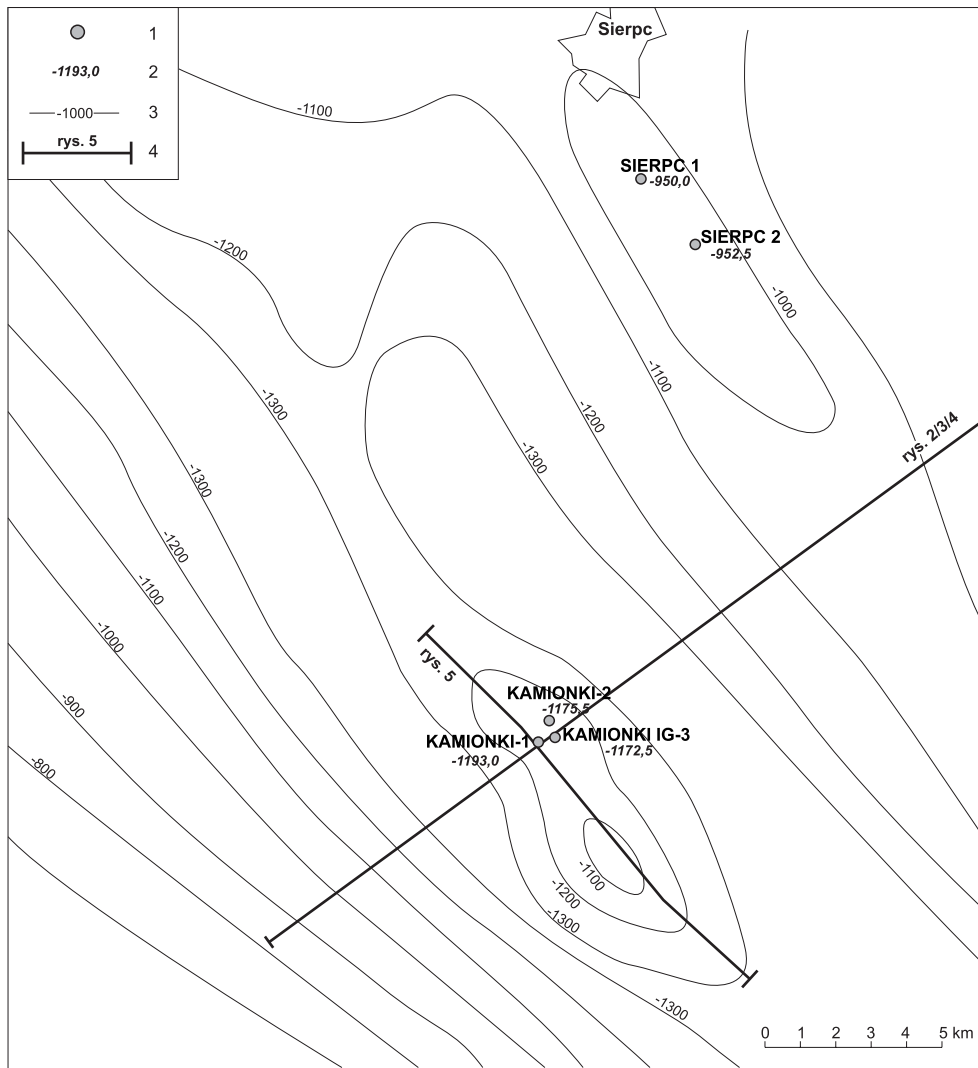 1
-1193,0 2
-1000 3
rys. 5
4
Sierpc
-1100
SIERPC 1
-950,0
SIERPC 2
-952,5
-1200
-1000
-1100
-1300
-1200
rys. 2/3/4
-1300
-1300
-1200
-1100
-1000
rys. 5
KAMIONKI-2
-1175,5
-900
KAMIONKI-1
KAMIONKI IG-3
-1193,0
-1172,5
-800
-1100
-1200
-1300
-1300
0 1 2 3 4 5 km